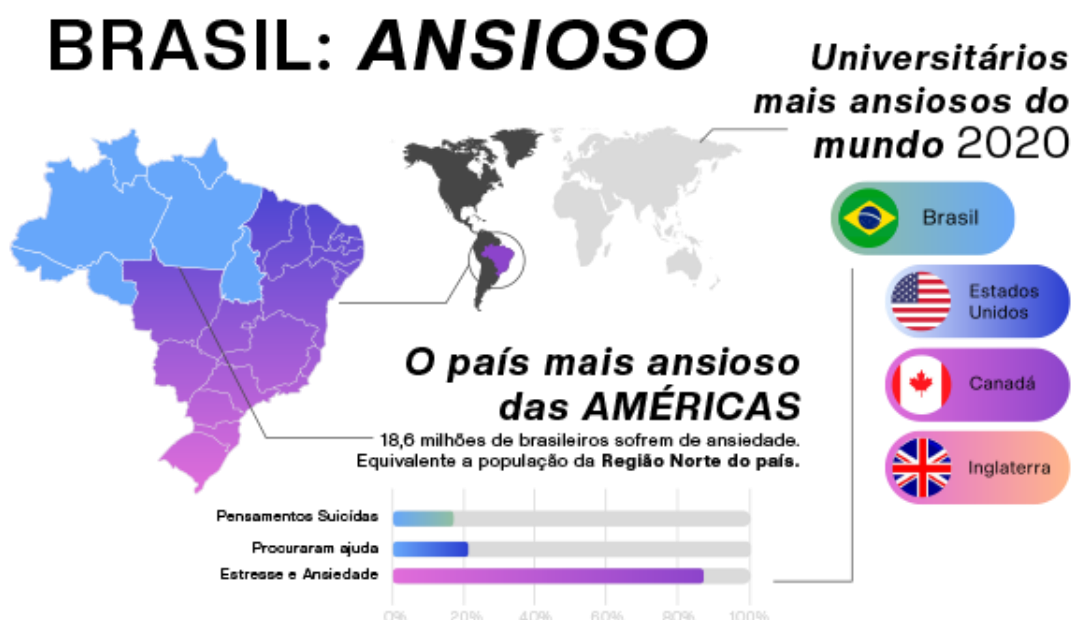 BRASIL: ANSIOSO
Universitários
mais ansiosos do
mundo 2020
Brasil
Estados
Unidos
Canadá
Inglaterra
O país mais ansioso
das AMÉRICAS
18,6 milhões de brasileiros sofrem de ansiedade.
Equivalente a população da Região Norte do país.
Pensamentos Suicídas
Procuraram ajuda
Estresse e Ansiedade
0% 20% 40% 60% 80% 100%